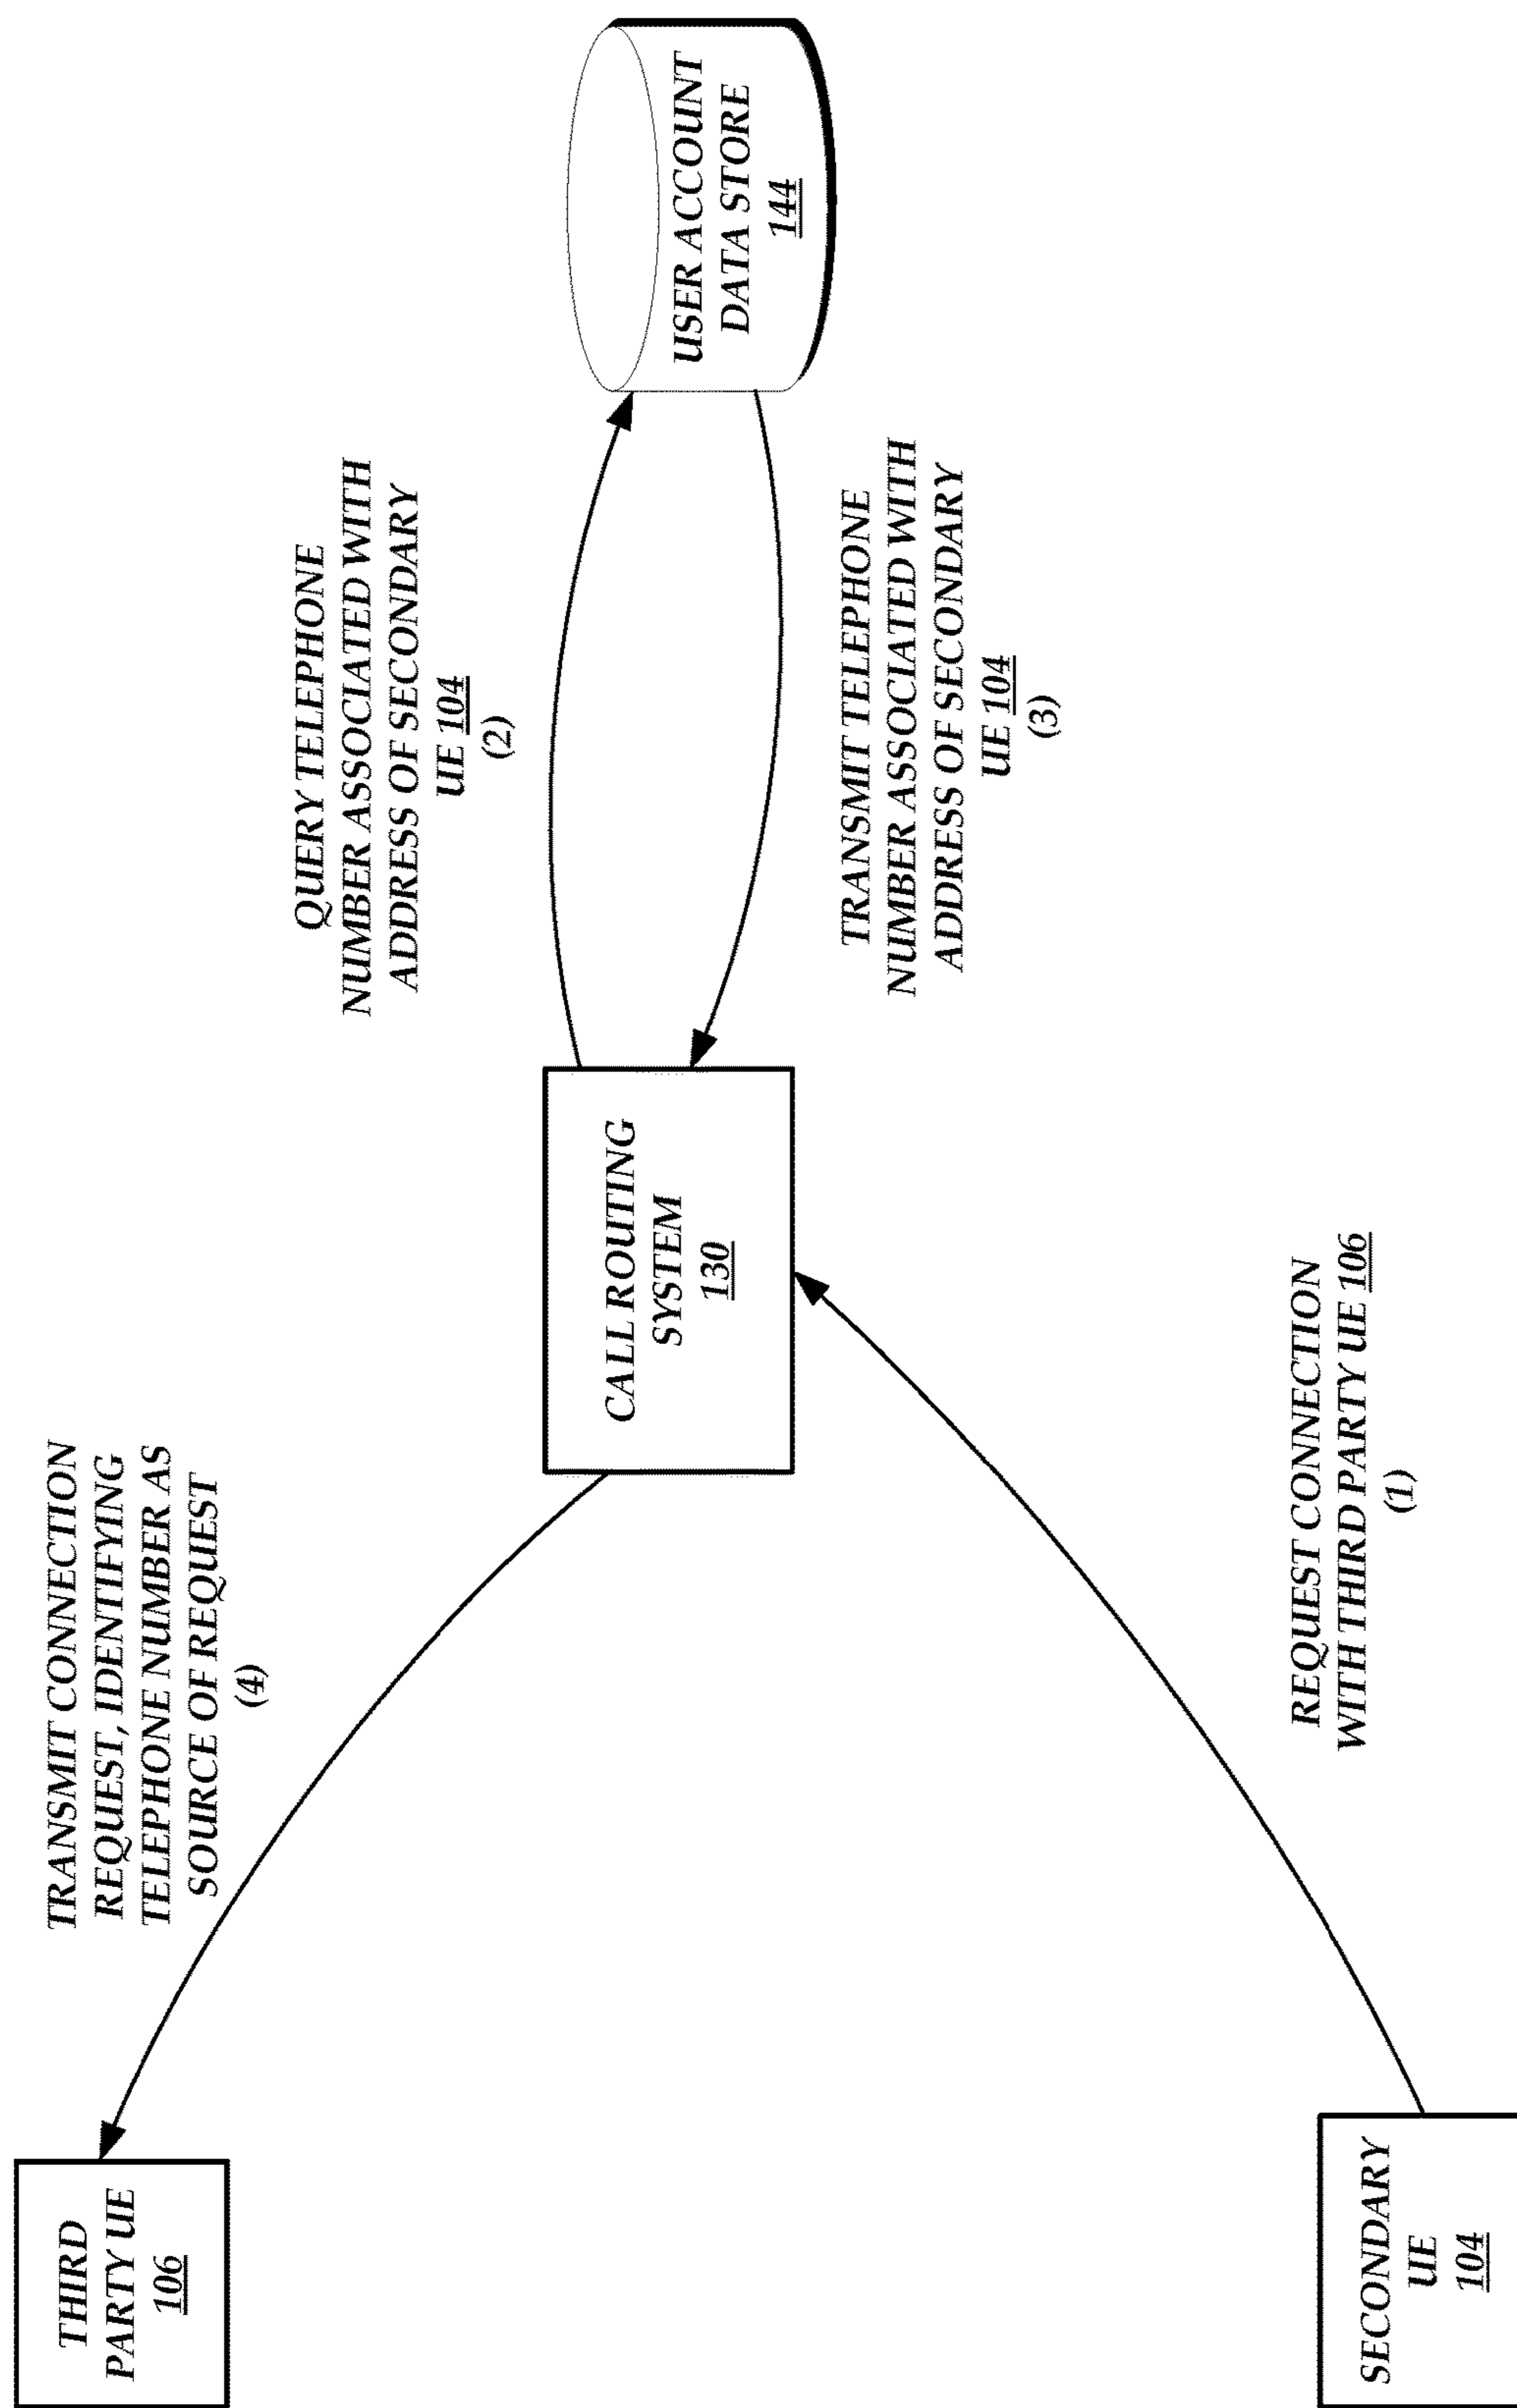 THIRD
PARTY UE
106
TRANSMIT CONNECTION
REQUEST, IDENTIFYING
TELEPHONE NUMBER AS
SOURCE OF REQUEST
(4)
QUERY TELEPHONE
NUMBER ASSOCIATED WITH
ADDRESS OF SECONDARY
UE 104
(2)
CALL ROUTING
SYSTEM
130
USER ACCOUNT
DATA STORE
144
TRANSMIT TELEPHONE
NUMBER ASSOCIATED WITH
ADDRESS OF SECONDARY
UE 104
(3)
REQUEST CONNECTION
WITH THIRD PARTY UE 106
(1)
SECONDARY
UE
104